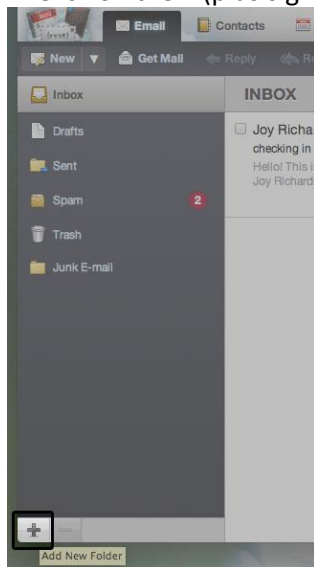 Email Contacts
New Get Mail Reply
Inbox INBOX
Drafts Joy Richa
checking in
Sent Hello! This i
Joy Richard
Spam 2
Trash
Junk E-mail
Add New Folder